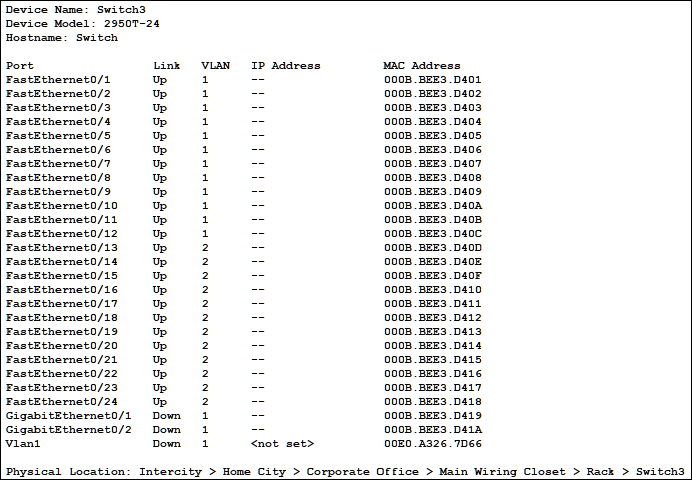 Device Name: Switch3
Device Model: 2950T-24
Hostname: Switch
Port Link VLAN IP Address MAC Address
FastEthernet0/1 Up 1 -- 000B.BEE3.D401
FastEthernet0/2 Up 1 -- 000B.BEE3.D402
FastEthernet0/3 Up 1 -- 000B.BEE3.D403
FastEthernet0/4 Up 1 -- 000B.BEE3.D404
FastEthernet0/5 Up 1 -- 000B.BEE3.D405
FastEthernet0/6 Up 1 -- 000B.BEE3.D406
FastEthernet0/7 Up 1 -- 000B.BEE3.D407
FastEthernet0/8 Up 1 -- 000B.BEE3.D408
FastEthernet0/9 Up 1 -- 000B.BEE3.D409
FastEthernet0/10 Up 1 -- 000B.BEE3.D40A
FastEthernet0/11 Up 1 -- 000B.BEE3.D40B
FastEthernet0/12 Up 1 -- 000B.BEE3.D40C
FastEthernet0/13 Up 2 -- 000B.BEE3.D40D
FastEthernet0/14 Up 2 -- 000B.BEE3.D40E
FastEthernet0/15 Up 2 -- 000B.BEE3.D40F
FastEthernet0/16 Up 2 -- 000B.BEE3.D410
FastEthernet0/17 Up 2 -- 000B.BEE3.D411
FastEthernet0/18 Up 2 -- 000B.BEE3.D412
FastEthernet0/19 Up 2 -- 000B.BEE3.D413
FastEthernet0/20 Up 2 -- 000B.BEE3.D414
FastEthernet0/21 Up 2 -- 000B.BEE3.D415
FastEthernet0/22 Up 2 -- 000B.BEE3.D416
FastEthernet0/23 Up 2 -- 000B.BEE3.D417
FastEthernet0/24 Up 2 -- 000B.BEE3.D418
GigabitEthernet0/1 Down 1 -- 000B.BEE3.D419
GigabitEthernet0/2 Down 1 -- 000B.BEE3.D41A
Vlan1 Down 1 <not set> 00E0.A326.7D66
Physical Location: Intercity > Home City > Corporate Office > Main Wiring Closet > Rack > Switch3